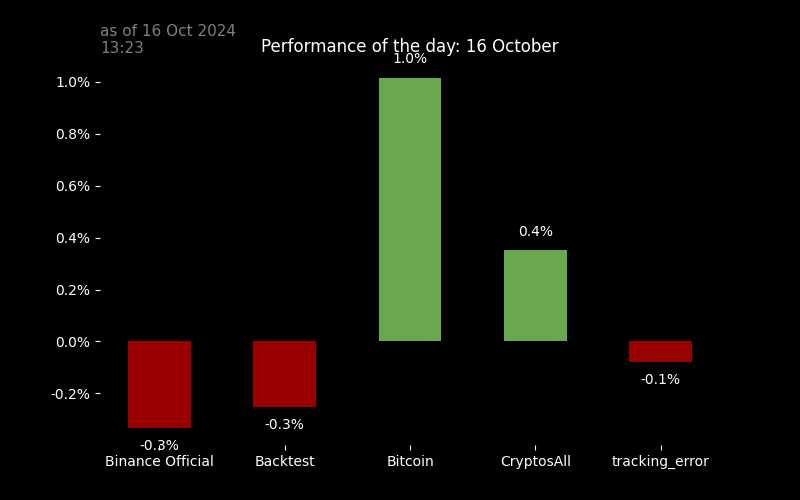 as of 16 Oct 2024
13:23
Performance of the day: 16 October
1.0%
1.0%
0.8%
0.6%
0.4%
0.4%
0.2%
0.0%
-0.2%
-0.1%
-0.3%
-0.3%
Binance Official
Backtest
Bitcoin
CryptosAll
tracking_error